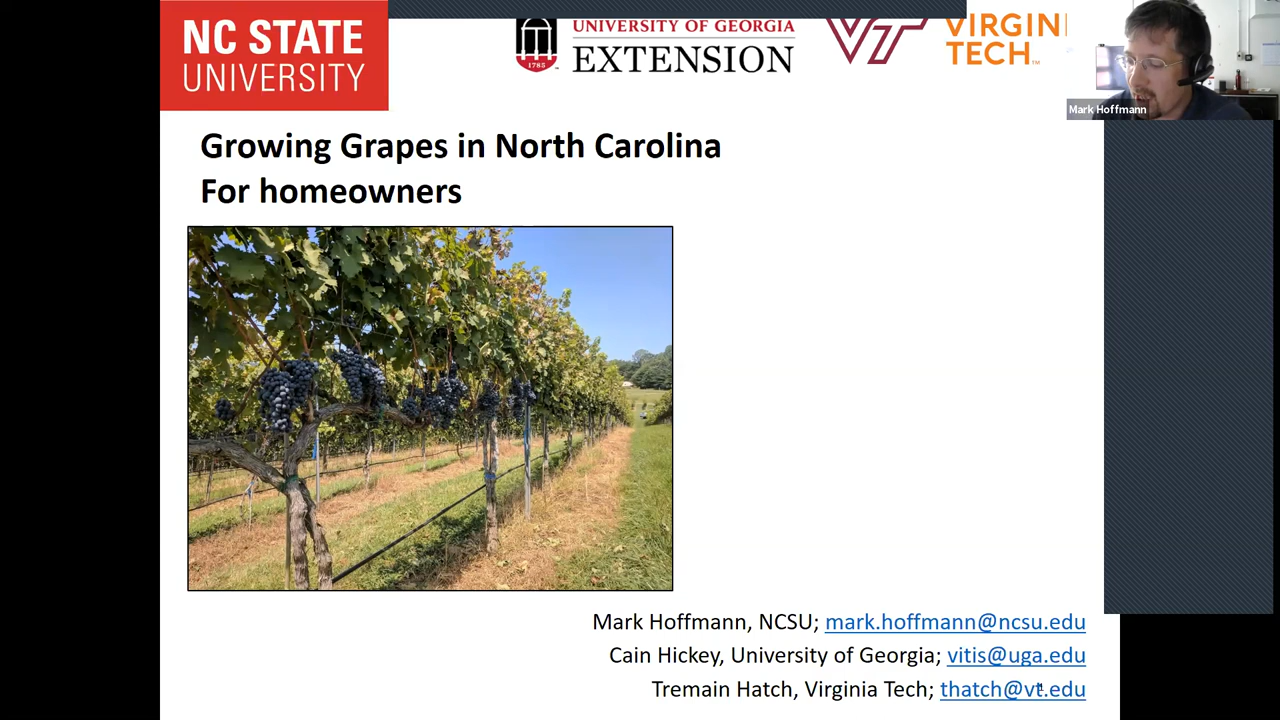 NC STATE
UNIVERSITY
UNIVERSITY OF GEORGIA
EXTENSION
1785
VT
TECH
Mark Hoffmann
Growing Grapes in North Carolina
For homeowners
Mark Hoffmann, NCSU; mark.hoffmann@ncsu.edu
Cain Hickey, University of Georgia; vitis@uga.edu
Tremain Hatch, Virginia Tech; thatch@vt.edu